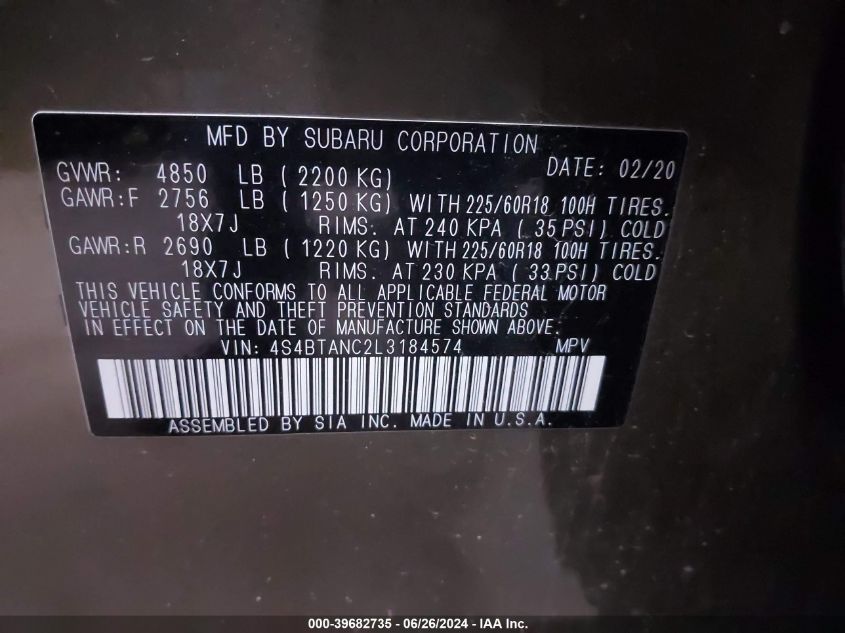 MFD BY SUBARU CORPORATION
GVWR: 4850 LB ( 2200 KG) DATE: 02/20
GAWR:F 2756 LB ( 1250 KG) WITH 225/60R18 100H TIRES.
18X7J RIMS. AT 240 KPA ( 35 PSI) COLD
GAWR:R 2690 LB ( 1220 KG) WITH 225/60R18 100H TIRES.
18X7J RIMS. AT 230 KPA ( 33 PSI) COLD
THIS VEHICLE CONFORMS TO ALL APPLICABLE FEDERAL MOTOR
VEHICLE SAFETY AND THEFT PREVENTION STANDARDS
IN EFFECT ON THE DATE OF MANUFACTURE SHOWN ABOVE.
VIN: 4S4BTANC2L3184574 MPV
ASSEMBLED BY SIA INC. MADE IN U.S.A.
000-39682735 - 06/26/2024 - IAA Inc.